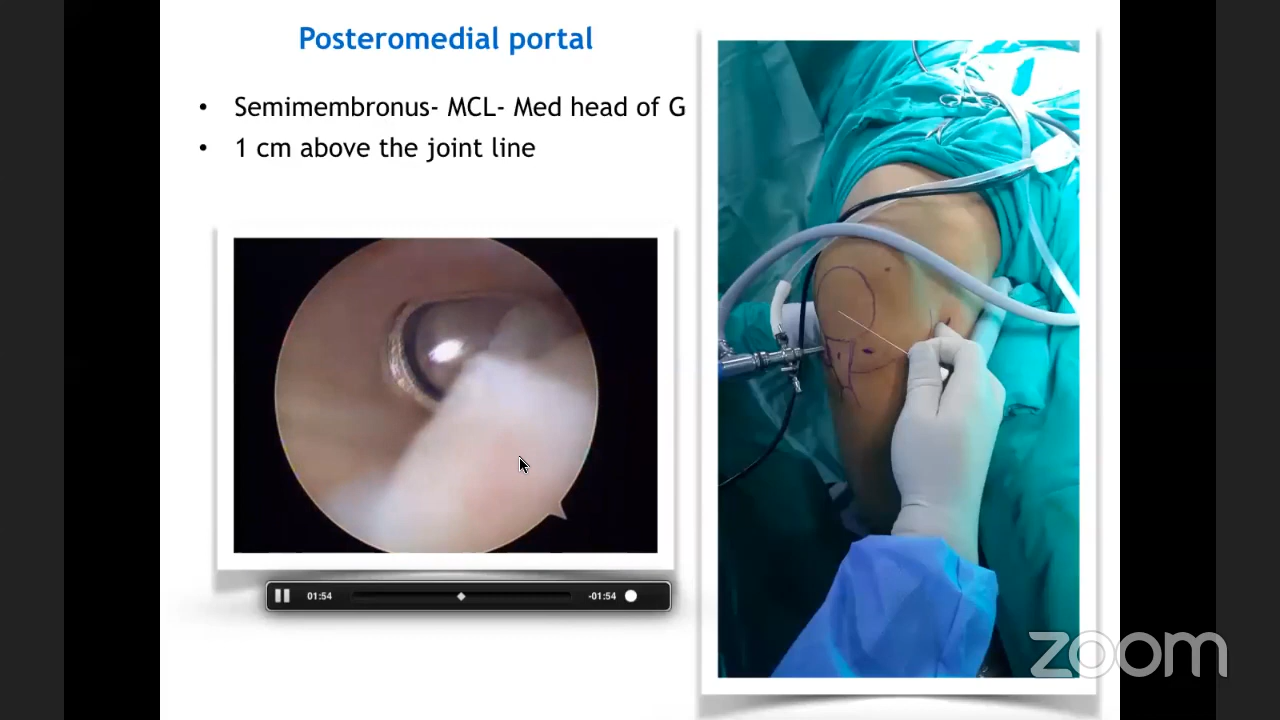 Posteromedial portal
• Semimembronus- MCL- Med head of G
• 1 cm above the joint line
01:54
-01:54
zoom